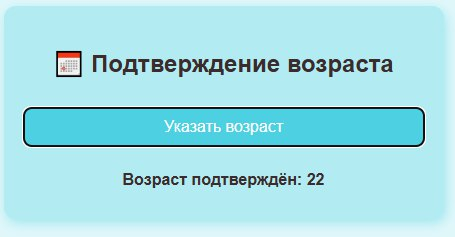 Подтверждение возраста
Указать возраст
Возраст подтверждён: 22